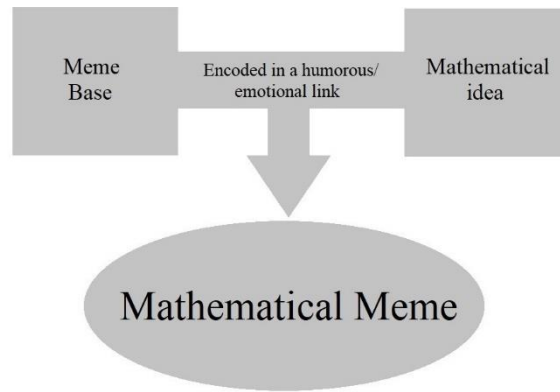 Meme
Base
Encoded in a humorous/
emotional link
Mathematical
idea
Mathematical Meme